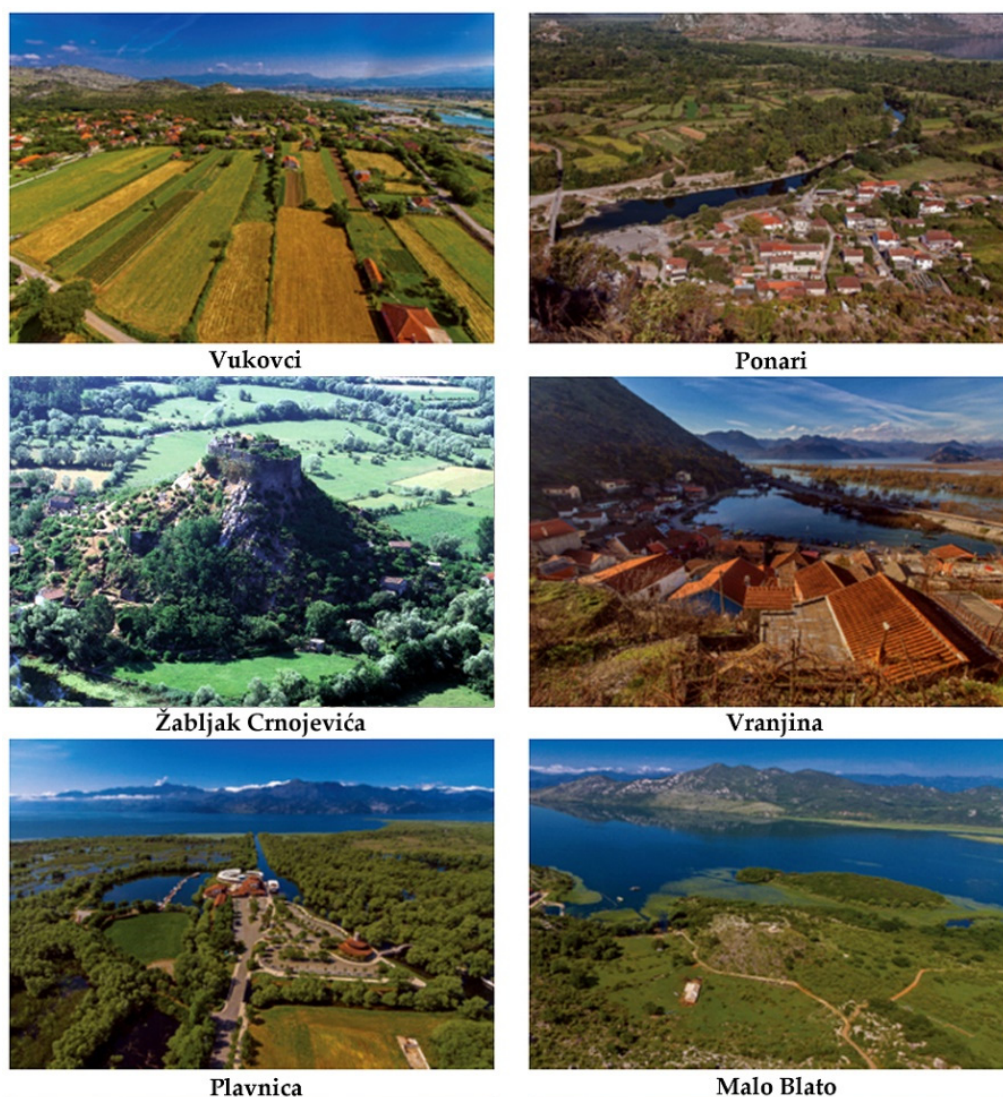 Vukovci
Ponari
Žabljak Crnojevića
Vranjina
Plavnica
Malo Blato